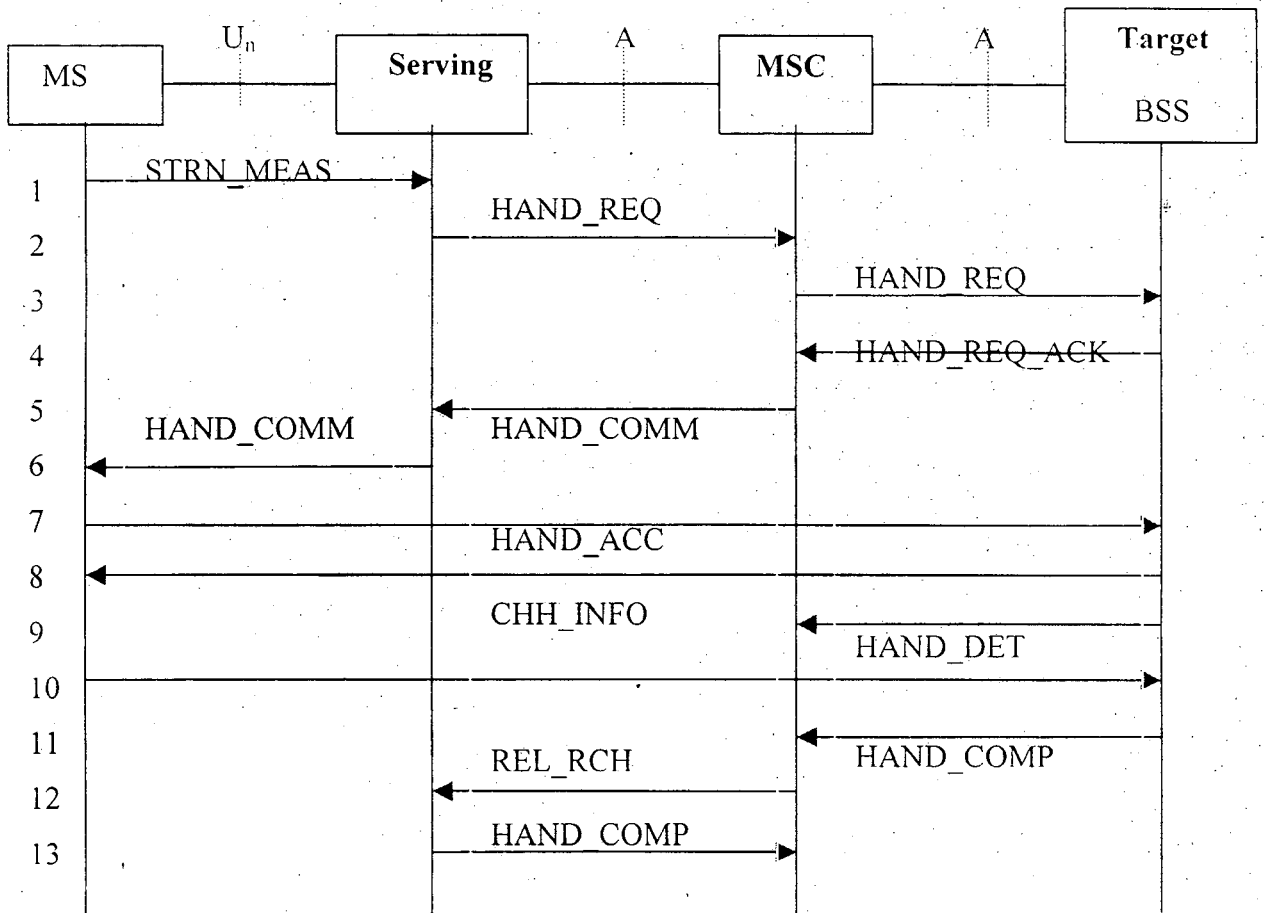 Uₙ
A
A
MS
Serving
MSC
Target
BSS
1
STRN_MEAS
HAND_REQ
2
HAND_REQ
3
4
HAND_REQ_ACK
5
HAND_COMM
HAND_COMM
6
7
HAND_ACC
8
CHH_INFO
9
HAND_DET
10
11
HAND_COMP
REL_RCH
12
HAND_COMP
13